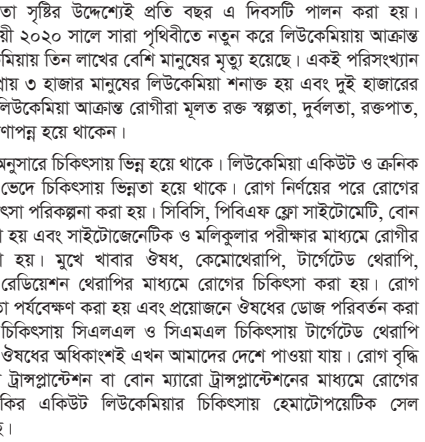 তা সৃষ্টির উদ্দেশ্যেই প্রতি বছর এ দিবসটি পালন করা হয়।
য়ী ২০২০ সালে সারা পৃথিবীতে নতুন করে লিউকেমিয়ায় আক্রান্ত
কমিয়ায় তিন লাখের বেশি মানুষের মৃত্যু হয়েছে। একই পরিসংখ্যান
প্রায় ৩ হাজার মানুষের লিউকেমিয়া শনাক্ত হয় এবং দুই হাজারের
লিউকেমিয়া আক্রান্ত রোগীরা মূলত রক্ত স্বল্পতা, দুর্বলতা, রক্তপাত,
ণাপন্ন হয়ে থাকেন।
অনুসারে চিকিৎসায় ভিন্ন হয়ে থাকে। লিউকেমিয়া একিউট ও ক্রনিক
ভেদে চিকিৎসায় ভিন্নতা হয়ে থাকে। রোগ নির্ণয়ের পরে রোগের
ৎসা পরিকল্পনা করা হয়। সিবিসি, পিবিএফ ফ্লো সাইটোমেটি, বোন
া হয় এবং সাইটোজেনেটিক ও মলিকুলার পরীক্ষার মাধ্যমে রোগীর
া হয়। মুখে খাবার ঔষধ, কেমোথেরাপি, টার্গেটেড থেরাপি,
রেডিয়েশন থেরাপির মাধ্যমে রোগের চিকিৎসা করা হয়। রোগ
তা পর্যবেক্ষণ করা হয় এবং প্রয়োজনে ঔষধের ডোজ পরিবর্তন করা
চিকিৎসায় সিএলএল ও সিএমএল চিকিৎসায় টার্গেটেড থেরাপি
ঔষধের অধিকাংশই এখন আমাদের দেশে পাওয়া যায়। রোগ বৃদ্ধি
ট্রান্সপ্লান্টেশন বা বোন ম্যারো ট্রান্সপ্লান্টেশনের মাধ্যমে রোগের
কির একিউট লিউকেমিয়ার চিকিৎসায় হেমাটোপয়েটিক সেল
ছ।